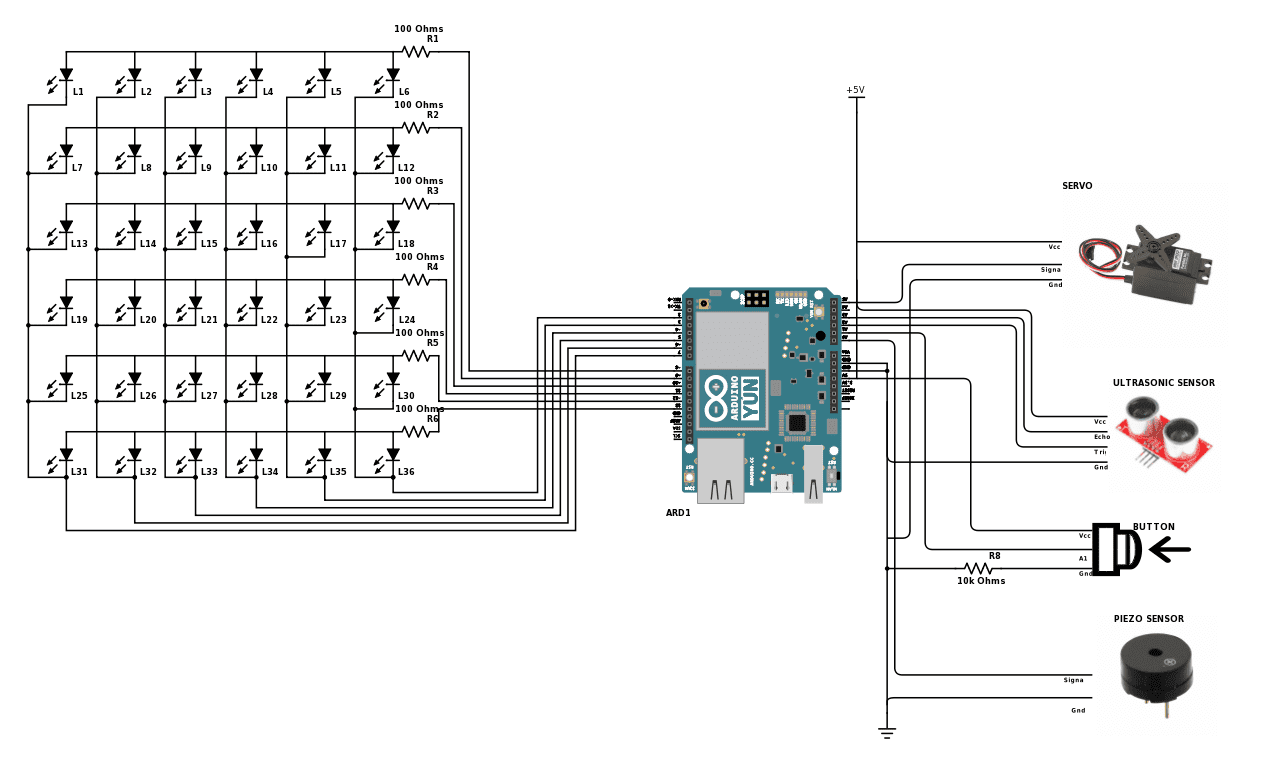 100 Ohms
R1
L1
L2
L3
L4
L5
L6
100 Ohms
R2
L7
L8
L9
L10
L11
L12
100 Ohms
R3
L13
L14
L15
L16
L17
L18
100 Ohms
R4
L19
L20
L21
L22
L23
L24
100 Ohms
R5
L25
L26
L27
L28
L29
L30
100 Ohms
R6
L31
L32
L33
L34
L35
L36
ARDUINO
YUN
ARD1
+5V
SERVO
Vcc
Signa
Gnd
ULTRASONIC SENSOR
Vcc
Echo
Tri
Gnd
BUTTON
Vcc
A1
Gnd
R8
10k Ohms
PIEZO SENSOR
Signa
Gnd